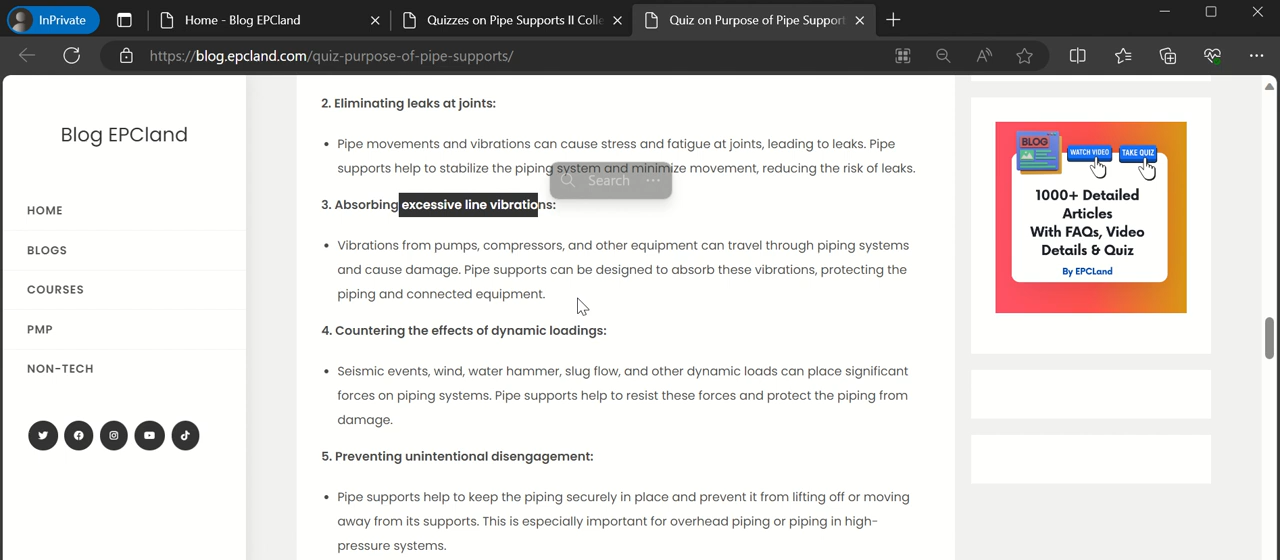 InPrivate
Home - Blog EPCland
Quizzes on Pipe Supports II Colle
Quiz on Purpose of Pipe Support
https://blog.epcland.com/quiz-purpose-of-pipe-supports/
Blog EPCland
HOME
BLOGS
COURSES
PMP
NON-TECH
2. Eliminating leaks at joints:
• Pipe movements and vibrations can cause stress and fatigue at joints, leading to leaks. Pipe
supports help to stabilize the piping system and minimize movement, reducing the risk of leaks.
Search ...
3. Absorbing excessive line vibrations:
• Vibrations from pumps, compressors, and other equipment can travel through piping systems
and cause damage. Pipe supports can be designed to absorb these vibrations, protecting the
piping and connected equipment.
4. Countering the effects of dynamic loadings:
• Seismic events, wind, water hammer, slug flow, and other dynamic loads can place significant
forces on piping systems. Pipe supports help to resist these forces and protect the piping from
damage.
5. Preventing unintentional disengagement:
• Pipe supports help to keep the piping securely in place and prevent it from lifting off or moving
away from its supports. This is especially important for overhead piping or piping in high-
pressure systems.
BLOG
WATCH VIDEO
TAKE QUIZ
1000+ Detailed
Articles
With FAQs, Video
Details & Quiz
By EPCLand